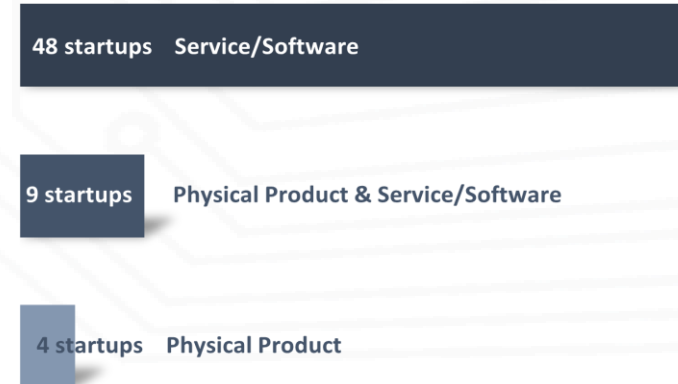 48 startups Service/Software
9 startups Physical Product & Service/Software
4 startups Physical Product